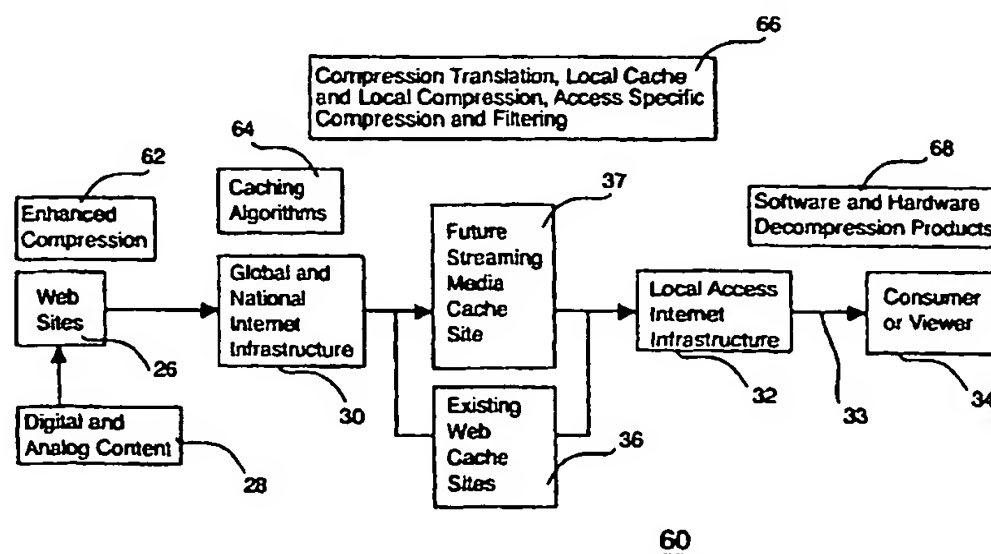 66
Compression Translation, Local Cache
and Local Compression, Access Specific
Compression and Filtering
62
Enhanced
Compression
64
Caching
Algorithms
37
68
Software and Hardware
Decompression Products
Web
Sites
26
Global and
National
Internet
Infrastructure
30
Future
Streaming
Media
Cache
Site
Local Access
Internet
Infrastructure
32
33
Consumer
or Viewer
34
Digital and
Analog Content
28
Existing
Web
Cache
Sites
36
60